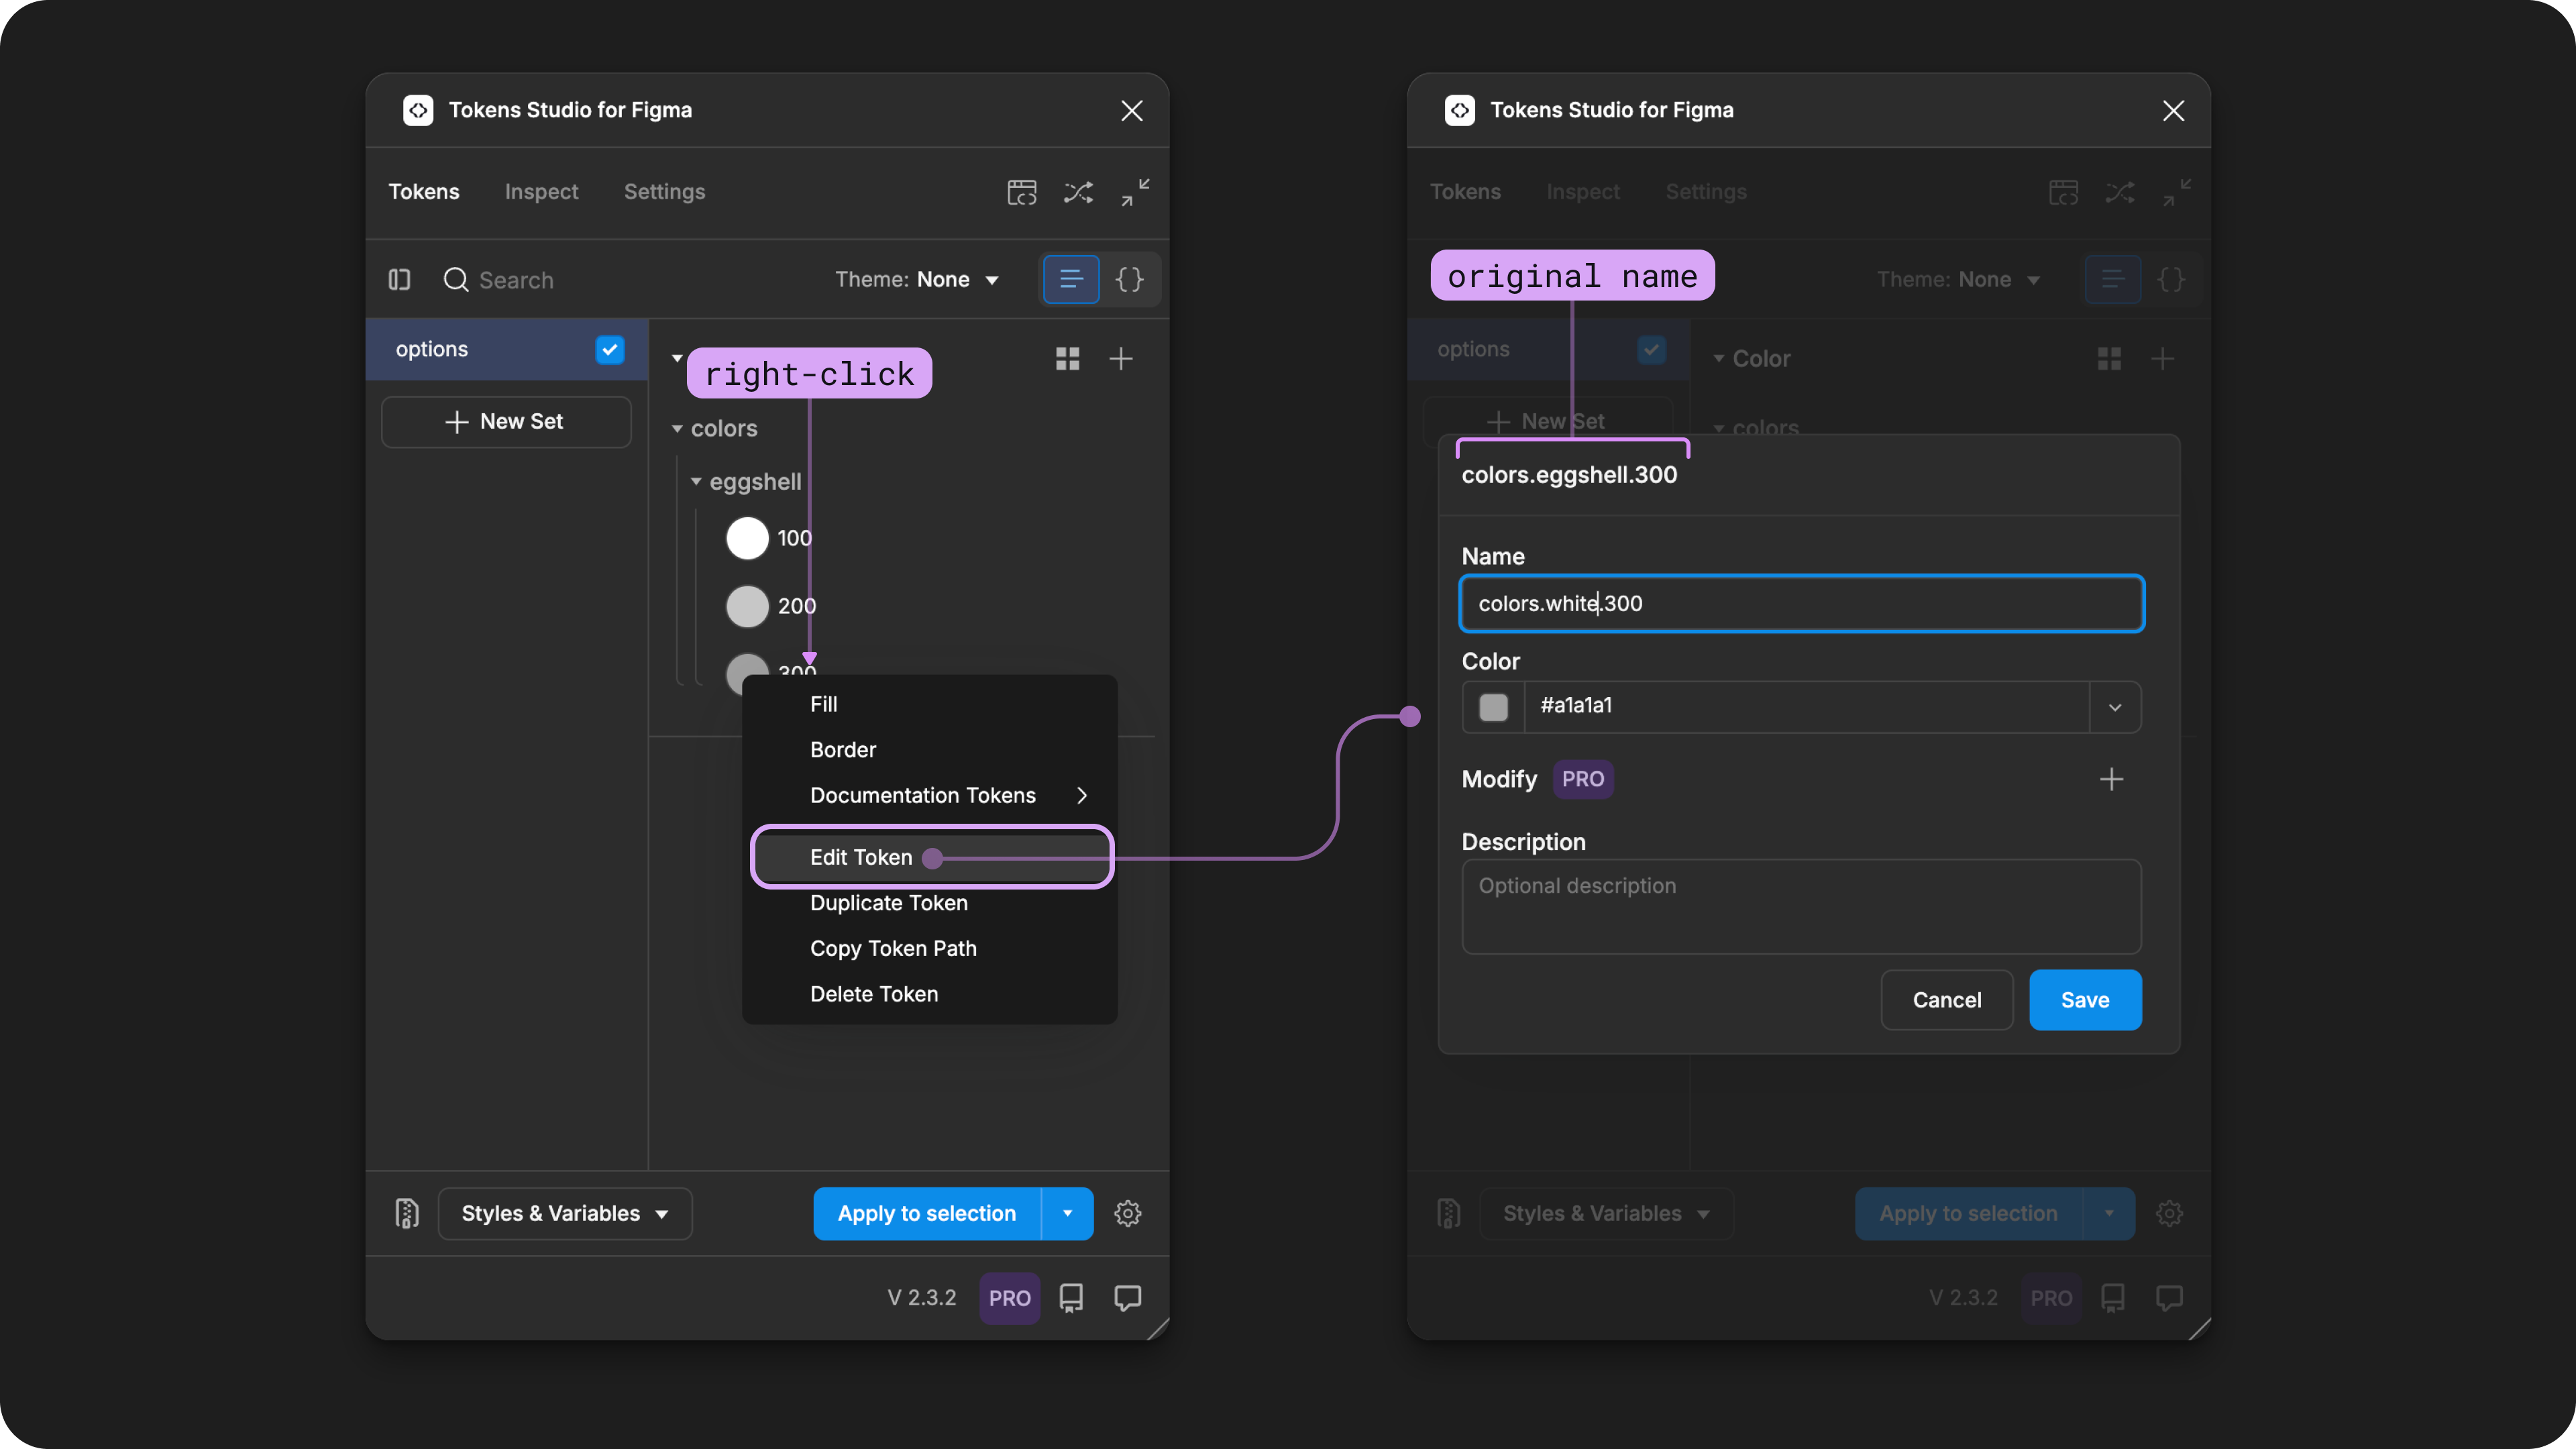 Tokens Studio for Figma
Tokens Inspect Settings
Search Theme: None {}
options
New Set
right-click
colors
eggshell
100
200
300
Fill
Border
Documentation Tokens
Edit Token
Duplicate Token
Copy Token Path
Delete Token
Styles & Variables Apply to selection
V 2.3.2 PRO
Tokens Studio for Figma
Tokens Inspect Settings
original name Theme: None {}
options Color
New Set colors
colors.eggshell.300
Name
colors.white.300
Color
#a1a1a1
Modify PRO
Description
Optional description
Cancel Save
Styles & Variables Apply to selection
V 2.3.2 PRO